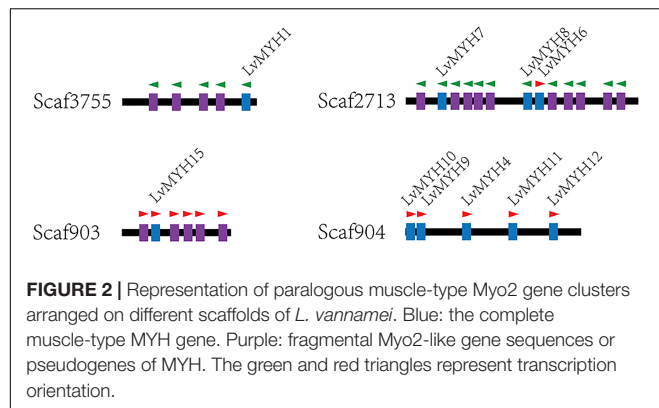 LvMYH1
Scaf3755
LvMYH7
LvMYH8
LvMYH6
Scaf2713
LvMYH15
Scaf903
LvMYH10
LvMYH9
LvMYH4
LvMYH11
LvMYH12
Scaf904
FIGURE 2 | Representation of paralogous muscle-type Myo2 gene clusters
arranged on different scaffolds of L. vannamei. Blue: the complete
muscle-type MYH gene. Purple: fragmental Myo2-like gene sequences or
pseudogenes of MYH. The green and red triangles represent transcription
orientation.